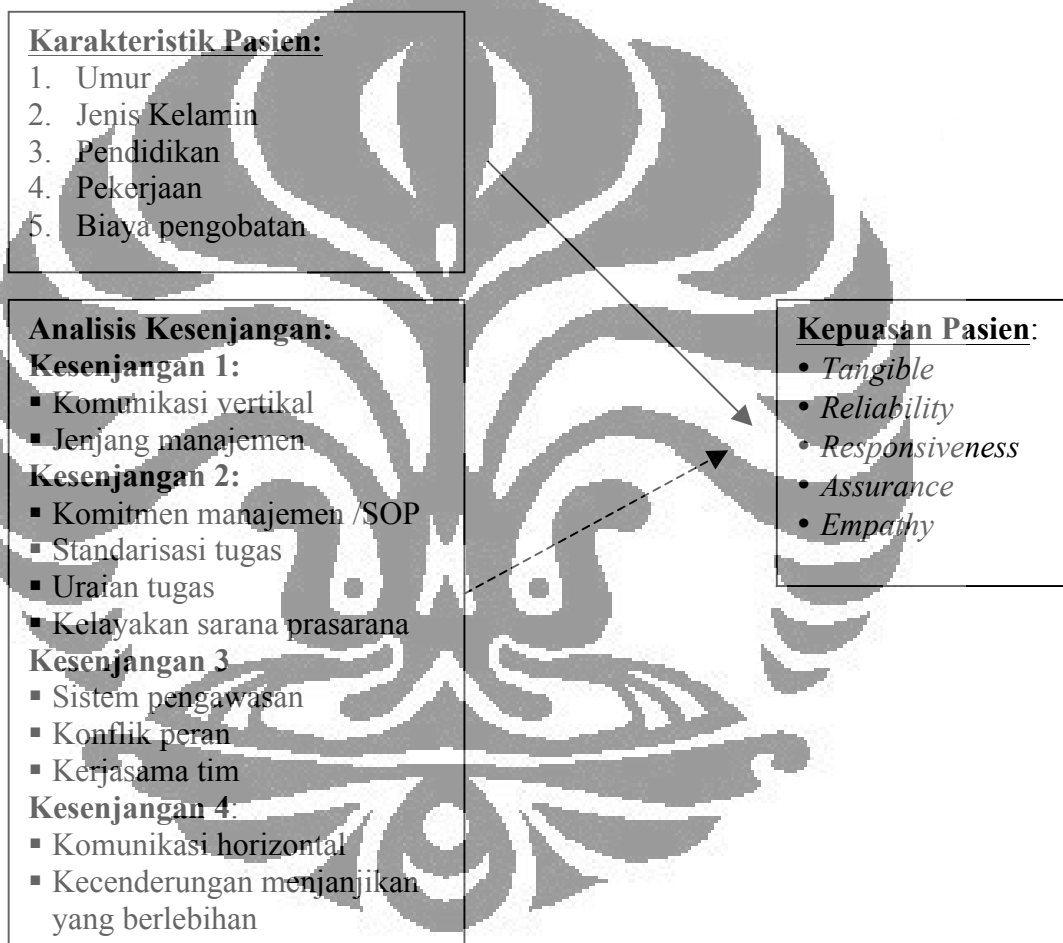 Karakteristik Pasien:
1. Umur
2. Jenis Kelamin
3. Pendidikan
4. Pekerjaan
5. Biaya pengobatan
Analisis Kesenjangan:
Kesenjangan 1:
▪ Komunikasi vertikal
▪ Jenjang manajemen
Kesenjangan 2:
▪ Komitmen manajemen /SOP
▪ Standarisasi tugas
▪ Uraian tugas
▪ Kelayakan sarana prasarana
Kesenjangan 3
▪ Sistem pengawasan
▪ Konflik peran
▪ Kerjasama tim
Kesenjangan 4:
▪ Komunikasi horizontal
▪ Kecenderungan menjanjikan
yang berlebihan
Kepuasan Pasien:
• Tangible
• Reliability
• Responsiveness
• Assurance
• Empathy